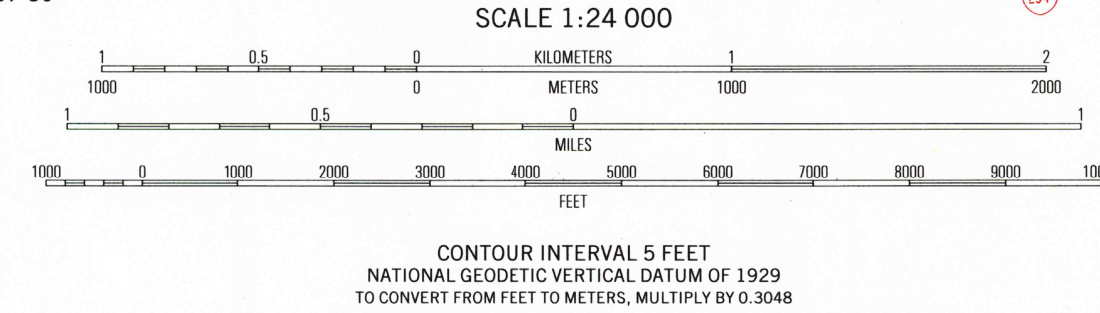 SCALE 1:24 000
1 0.5 0 KILOMETERS 1 2
1000 0 METERS 1000 2000
1 0.5 0 1
MILES
1000 0 1000 2000 3000 4000 5000 6000 7000 8000 9000
FEET
CONTOUR INTERVAL 5 FEET
NATIONAL GEODETIC VERTICAL DATUM OF 1929
TO CONVERT FROM FEET TO METERS, MULTIPLY BY 0.3048